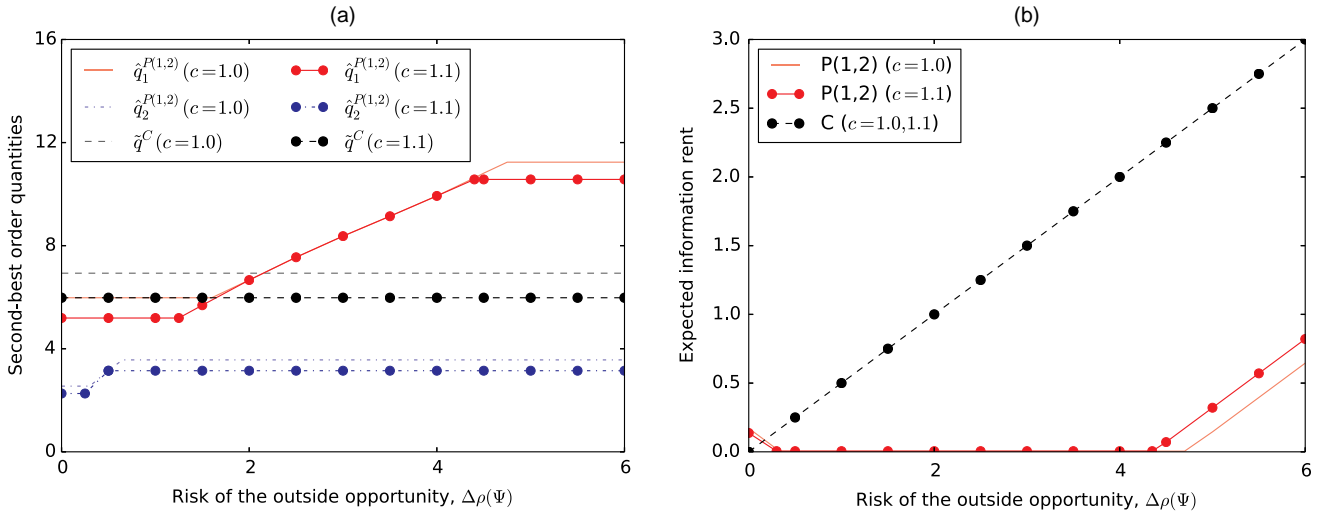 (a)
16
12
8
4
0
0
2
4
6
Second-best order quantities
Risk of the outside opportunity, Δρ(Ψ)
q̂₁^P(1,2) (c=1.0)
q̂₂^P(1,2) (c=1.0)
q̃^C (c=1.0)
q̂₁^P(1,2) (c=1.1)
q̂₂^P(1,2) (c=1.1)
q̃^C (c=1.1)
(b)
3.0
2.5
2.0
1.5
1.0
0.5
0.0
0
2
4
6
Expected information rent
Risk of the outside opportunity, Δρ(Ψ)
P(1,2) (c=1.0)
P(1,2) (c=1.1)
C (c=1.0,1.1)